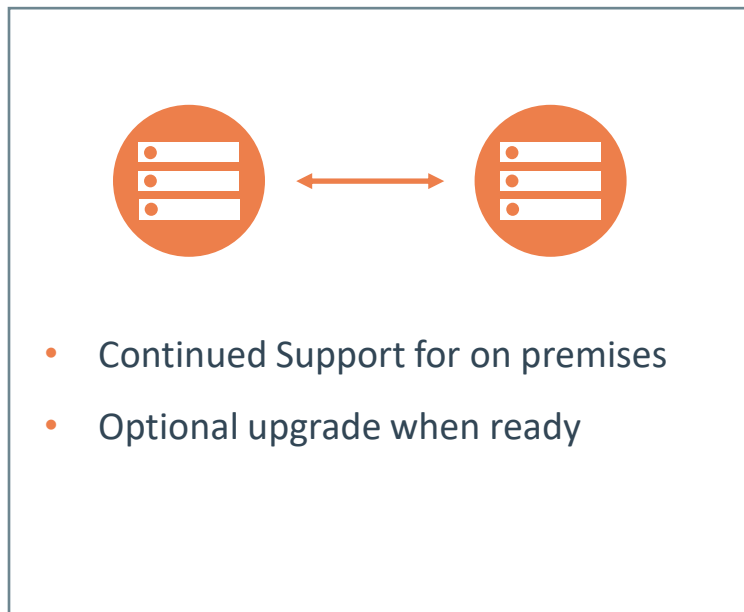 • Continued Support for on premises
• Optional upgrade when ready